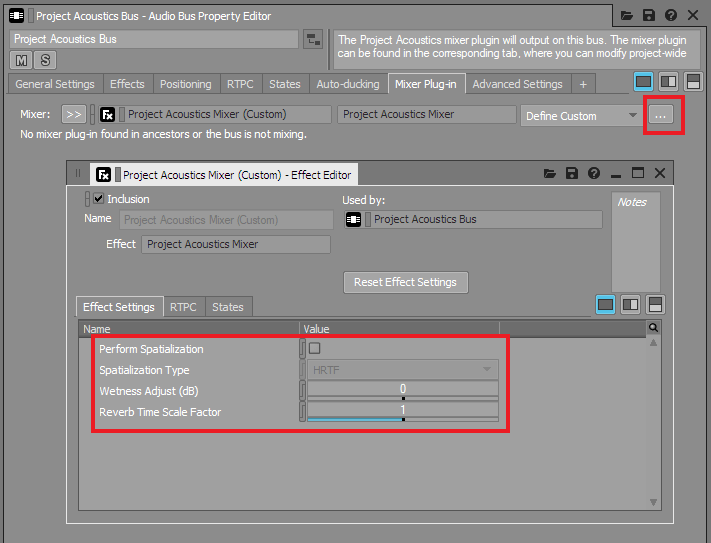 Project Acoustics Bus - Audio Bus Property Editor
Project Acoustics Bus
The Project Acoustics mixer plugin will output on this bus. The mixer plugin
can be found in the corresponding tab, where you can modify project-wide
M S
General Settings Effects Positioning RTPC States Auto-ducking Mixer Plug-in Advanced Settings +
Mixer: >> Fx Project Acoustics Mixer (Custom) Project Acoustics Mixer Define Custom ...
No mixer plug-in found in ancestors or the bus is not mixing.
Fx Project Acoustics Mixer (Custom) - Effect Editor
Inclusion Used by: Notes
Name Project Acoustics Mixer (Custom) Project Acoustics Bus
Effect Project Acoustics Mixer
Reset Effect Settings
Effect Settings RTPC States
Name Value
Perform Spatialization
Spatialization Type HRTF
Wetness Adjust (dB) 0
Reverb Time Scale Factor 1